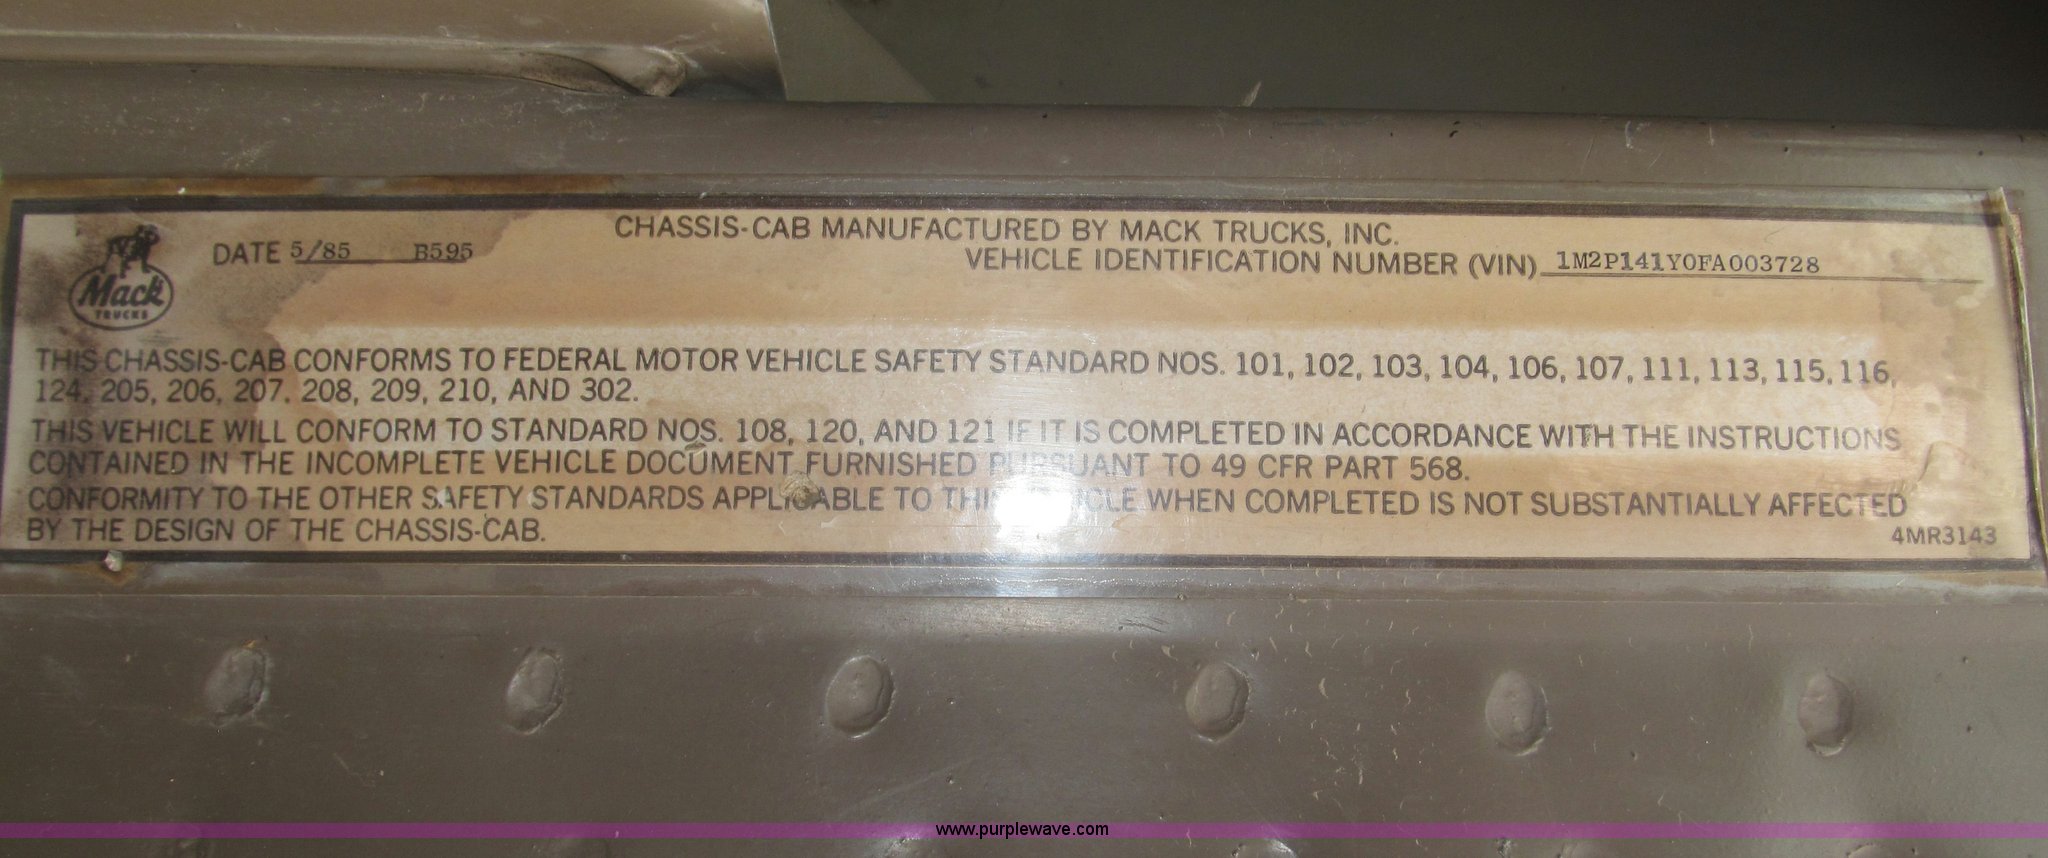 CHASSIS-CAB MANUFACTURED BY MACK TRUCKS, INC.
DATE 5/85 B595
VEHICLE IDENTIFICATION NUMBER (VIN) 1M2P141Y0FA003728
Mack
TRUCKS
THIS CHASSIS-CAB CONFORMS TO FEDERAL MOTOR VEHICLE SAFETY STANDARD NOS. 101, 102, 103, 104, 106, 107, 111, 113, 115, 116,
124, 205, 206, 207, 208, 209, 210, AND 302.
THIS VEHICLE WILL CONFORM TO STANDARD NOS. 108, 120, AND 121 IF IT IS COMPLETED IN ACCORDANCE WITH THE INSTRUCTIONS
CONTAINED IN THE INCOMPLETE VEHICLE DOCUMENT FURNISHED PURSUANT TO 49 CFR PART 568.
CONFORMITY TO THE OTHER SAFETY STANDARDS APPLICABLE TO THIS VEHICLE WHEN COMPLETED IS NOT SUBSTANTIALLY AFFECTED
BY THE DESIGN OF THE CHASSIS-CAB.
4MR3143
www.purplewave.com